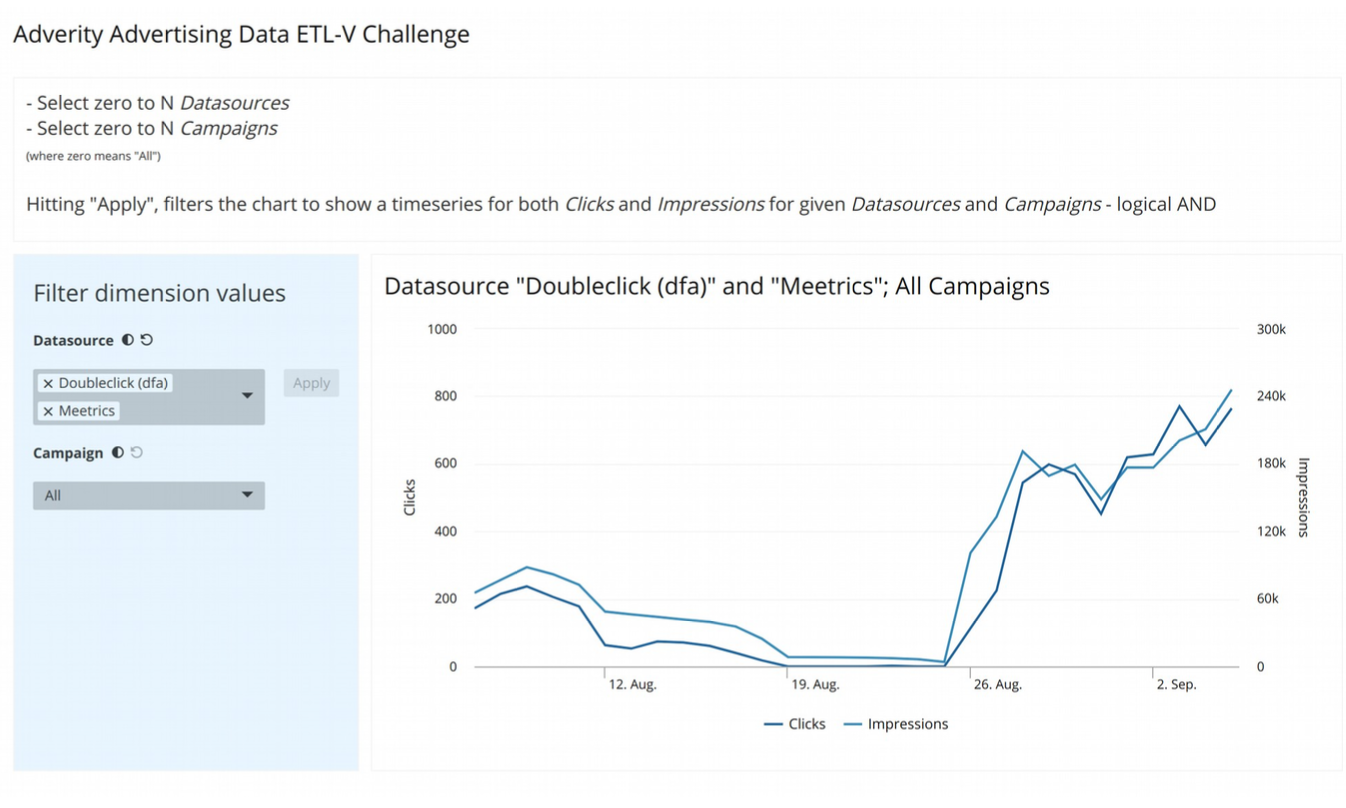 Adverity Advertising Data ETL-V Challenge
- Select zero to N Datasources
- Select zero to N Campaigns
(where zero means "All")
Hitting "Apply", filters the chart to show a timeseries for both Clicks and Impressions for given Datasources and Campaigns - logical AND
Filter dimension values
Datasource
× Doubleclick (dfa)
× Meetrics
Apply
Campaign
All
Datasource "Doubleclick (dfa)" and "Meetrics"; All Campaigns
1000
800
600
400
200
0
Clicks
300k
240k
180k
120k
60k
0
Impressions
12. Aug.
19. Aug.
26. Aug.
2. Sep.
Clicks
Impressions